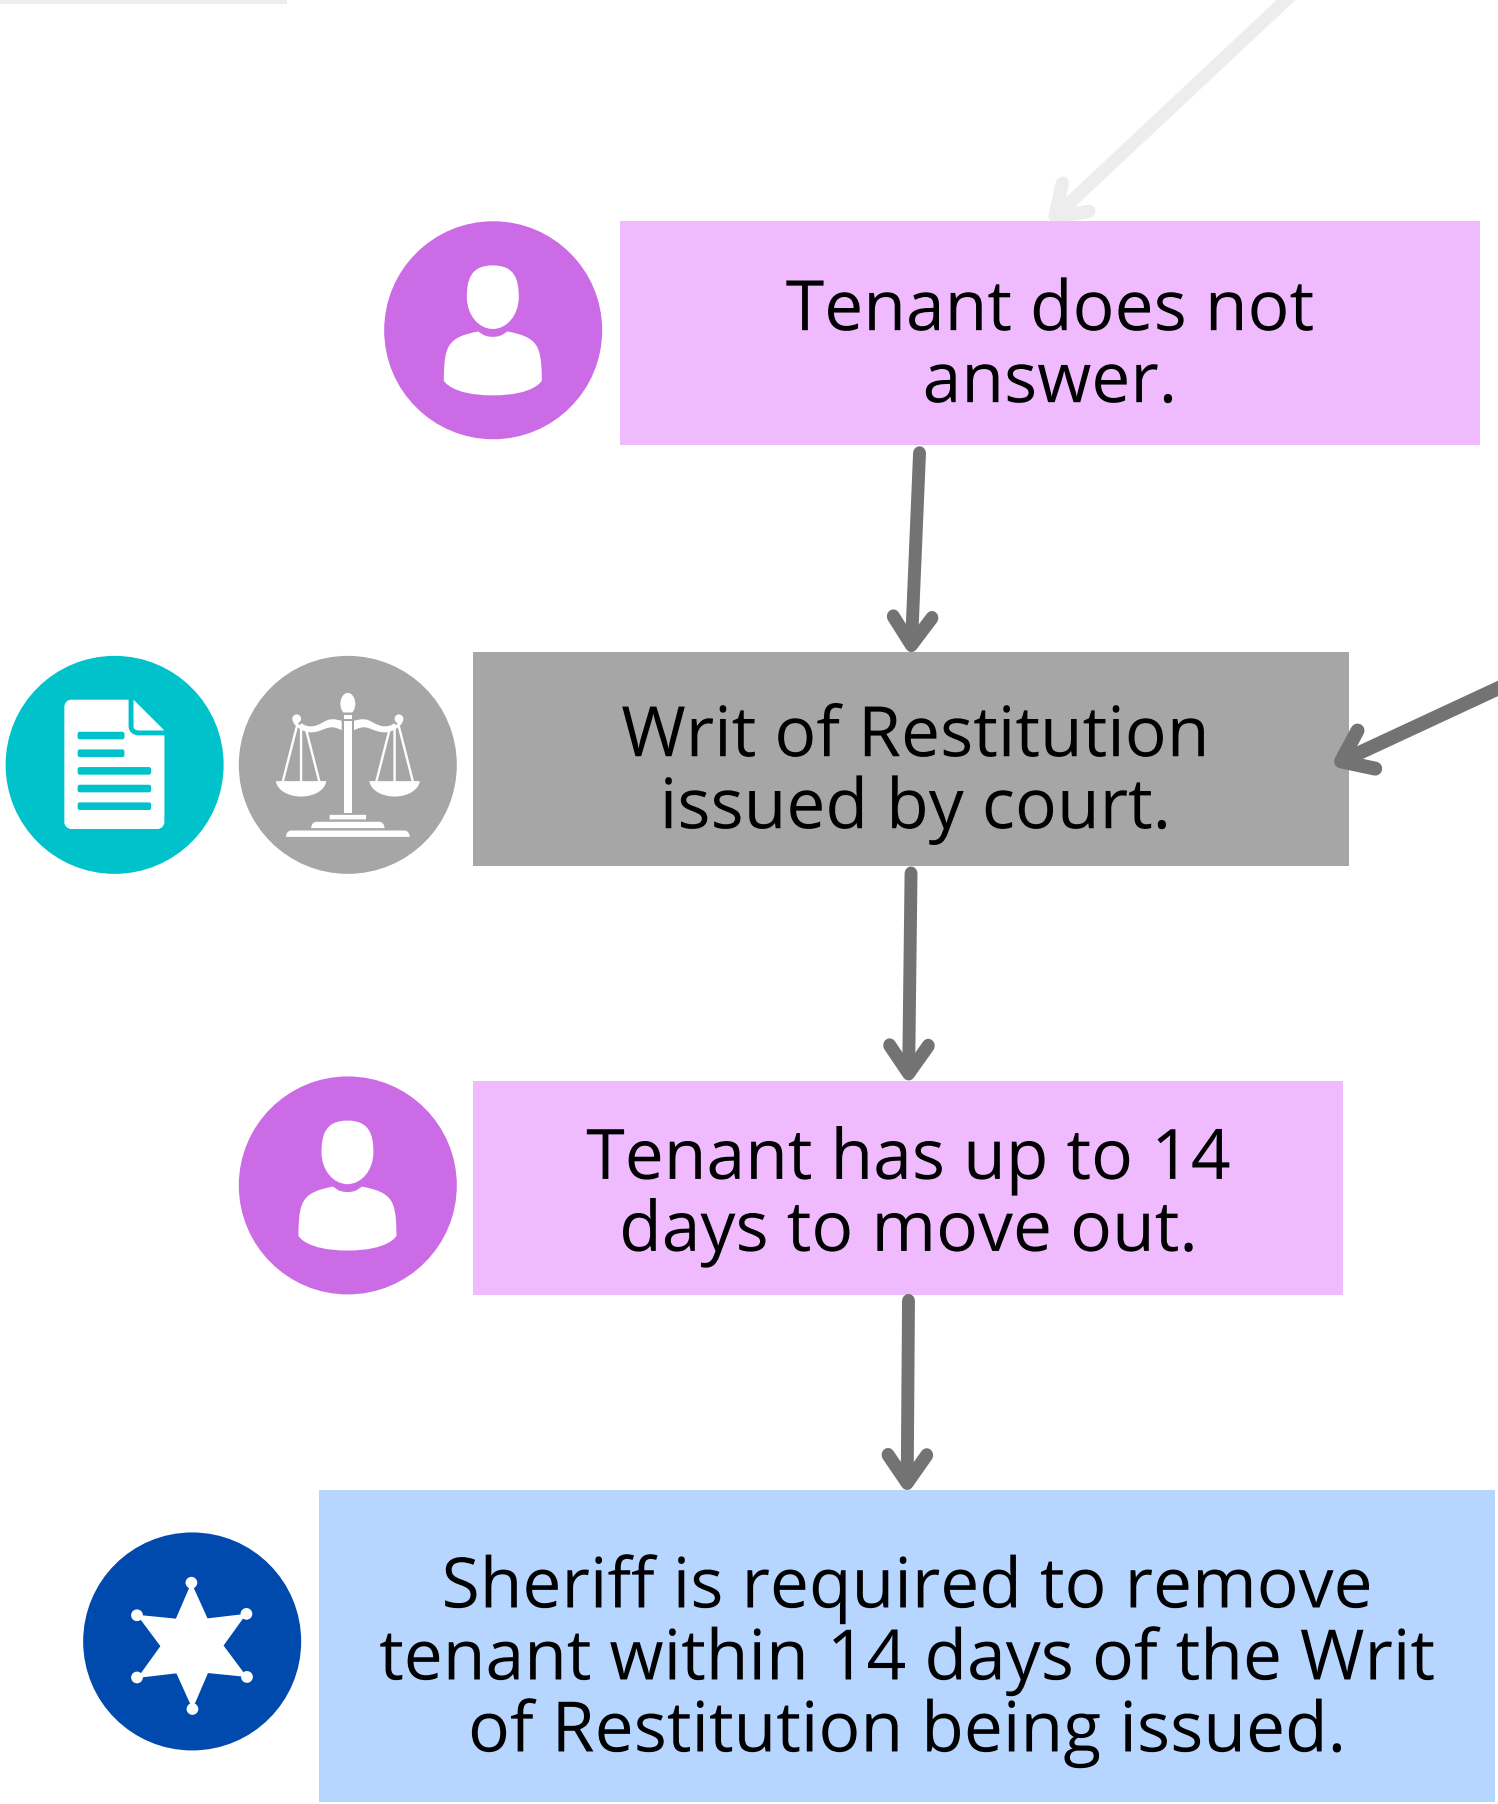 Tenant does not
answer.
Writ of Restitution
issued by court.
Tenant has up to 14
days to move out.
Sheriff is required to remove
tenant within 14 days of the Writ
of Restitution being issued.